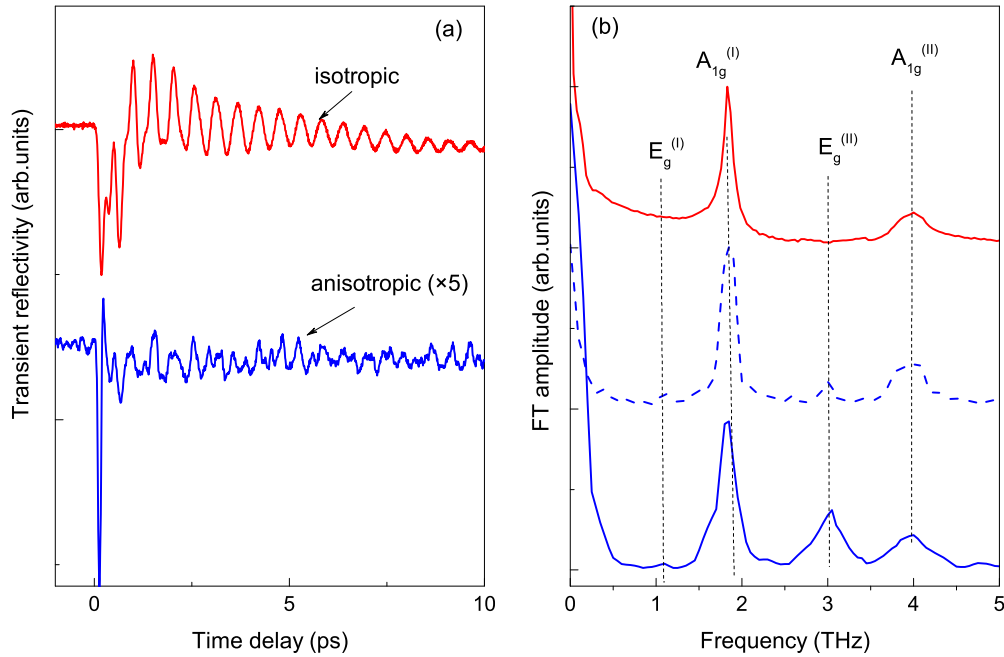 (a)
isotropic
anisotropic (×5)
Transient reflectivity (arb.units)
0 5 10
Time delay (ps)
(b)
A1g(I)
A1g(II)
Eg(I)
Eg(II)
FT amplitude (arb.units)
0 1 2 3 4 5
Frequency (THz)